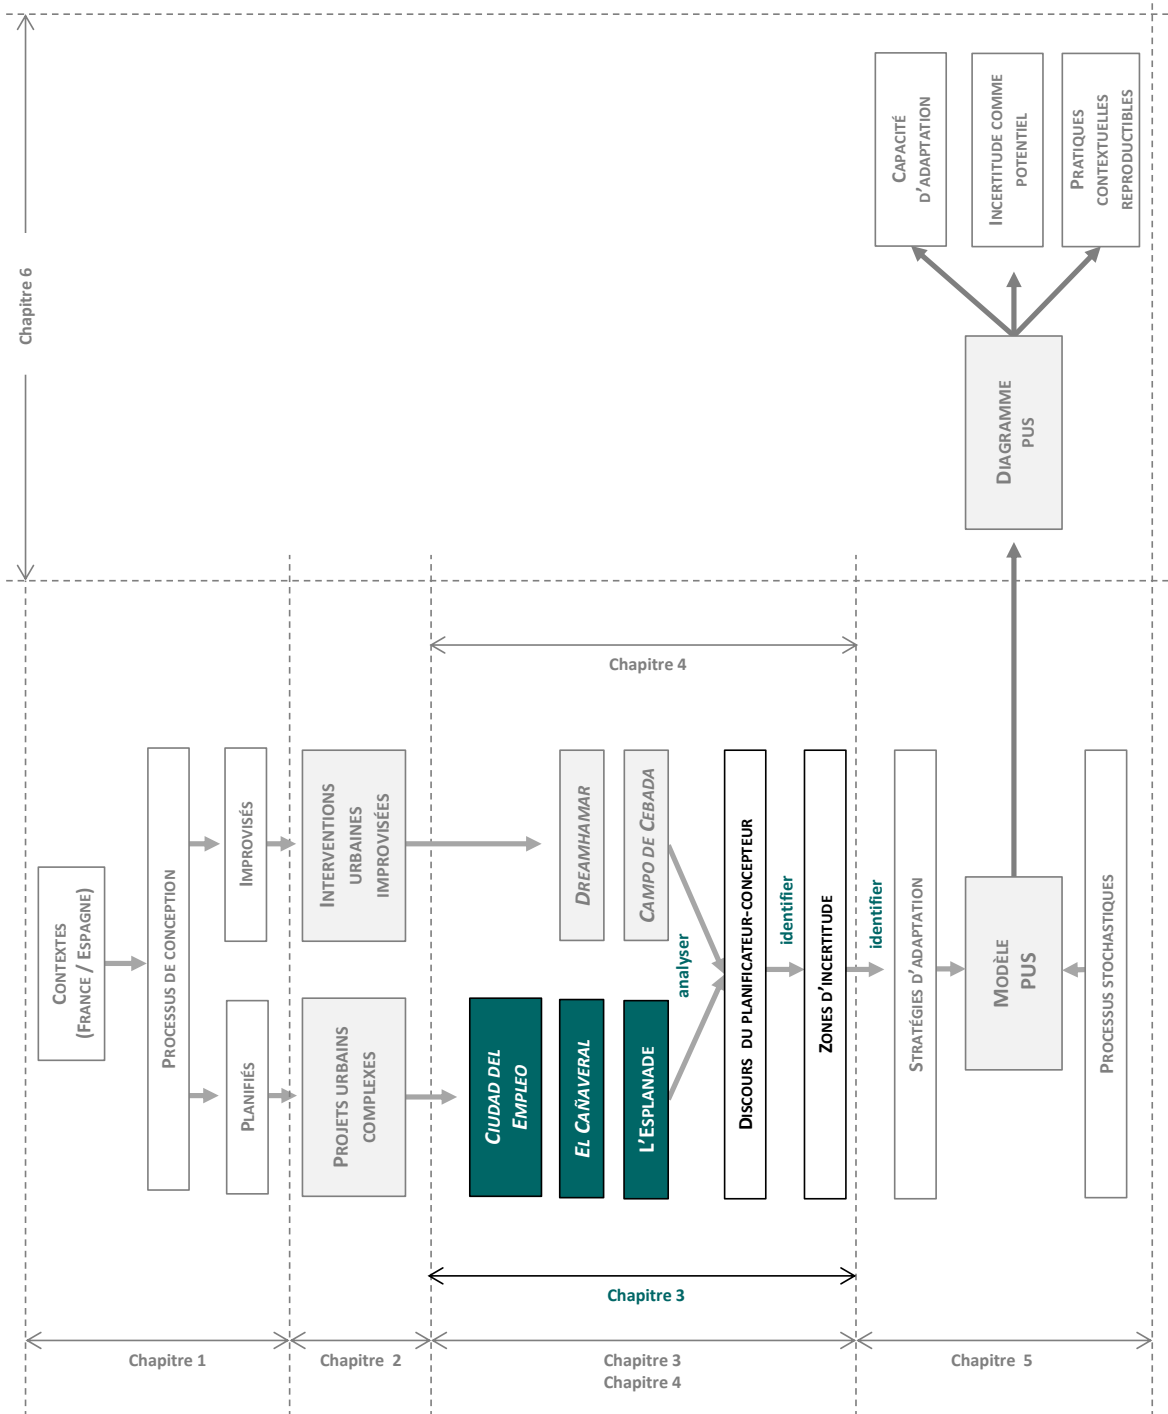 Chapitre 6
CAPACITÉ
D'ADAPTATION
INCERTITUDE COMME
POTENTIEL
PRATIQUES
CONTEXTUELLES
REPRODUCTIBLES
DIAGRAMME
PUS
Chapitre 4
CONTEXTES
(FRANCE / ESPAGNE)
PROCESSUS DE CONCEPTION
IMPROVISÉS
PLANIFIÉS
INTERVENTIONS
URBAINES
IMPROVISÉES
PROJETS URBAINS
COMPLEXES
DREAMHAMAR
CAMPO DE CEBADA
CIUDAD DEL
EMPLEO
EL CAÑAVERAL
L'ESPLANADE
analyser
DISCOURS DU PLANIFICATEUR-CONCEPTEUR
identifier
ZONES D'INCERTITUDE
identifier
STRATÉGIES D'ADAPTATION
MODÈLE
PUS
PROCESSUS STOCHASTIQUES
Chapitre 3
Chapitre 1
Chapitre 2
Chapitre 3
Chapitre 4
Chapitre 5